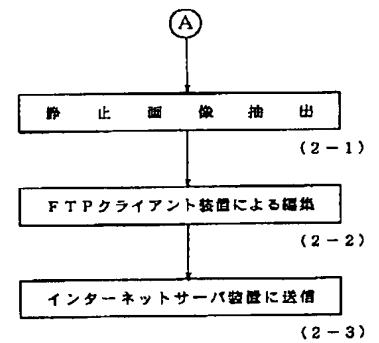 A
静止画像抽出
(2-1)
FTPクライアント装置による編集
(2-2)
インターネットサーバ装置に送信
(2-3)